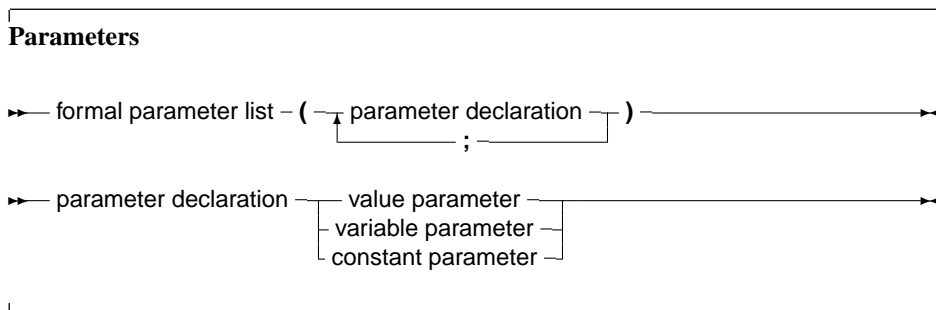 Parameters
formal parameter list ( parameter declaration )
;
parameter declaration value parameter
variable parameter
constant parameter